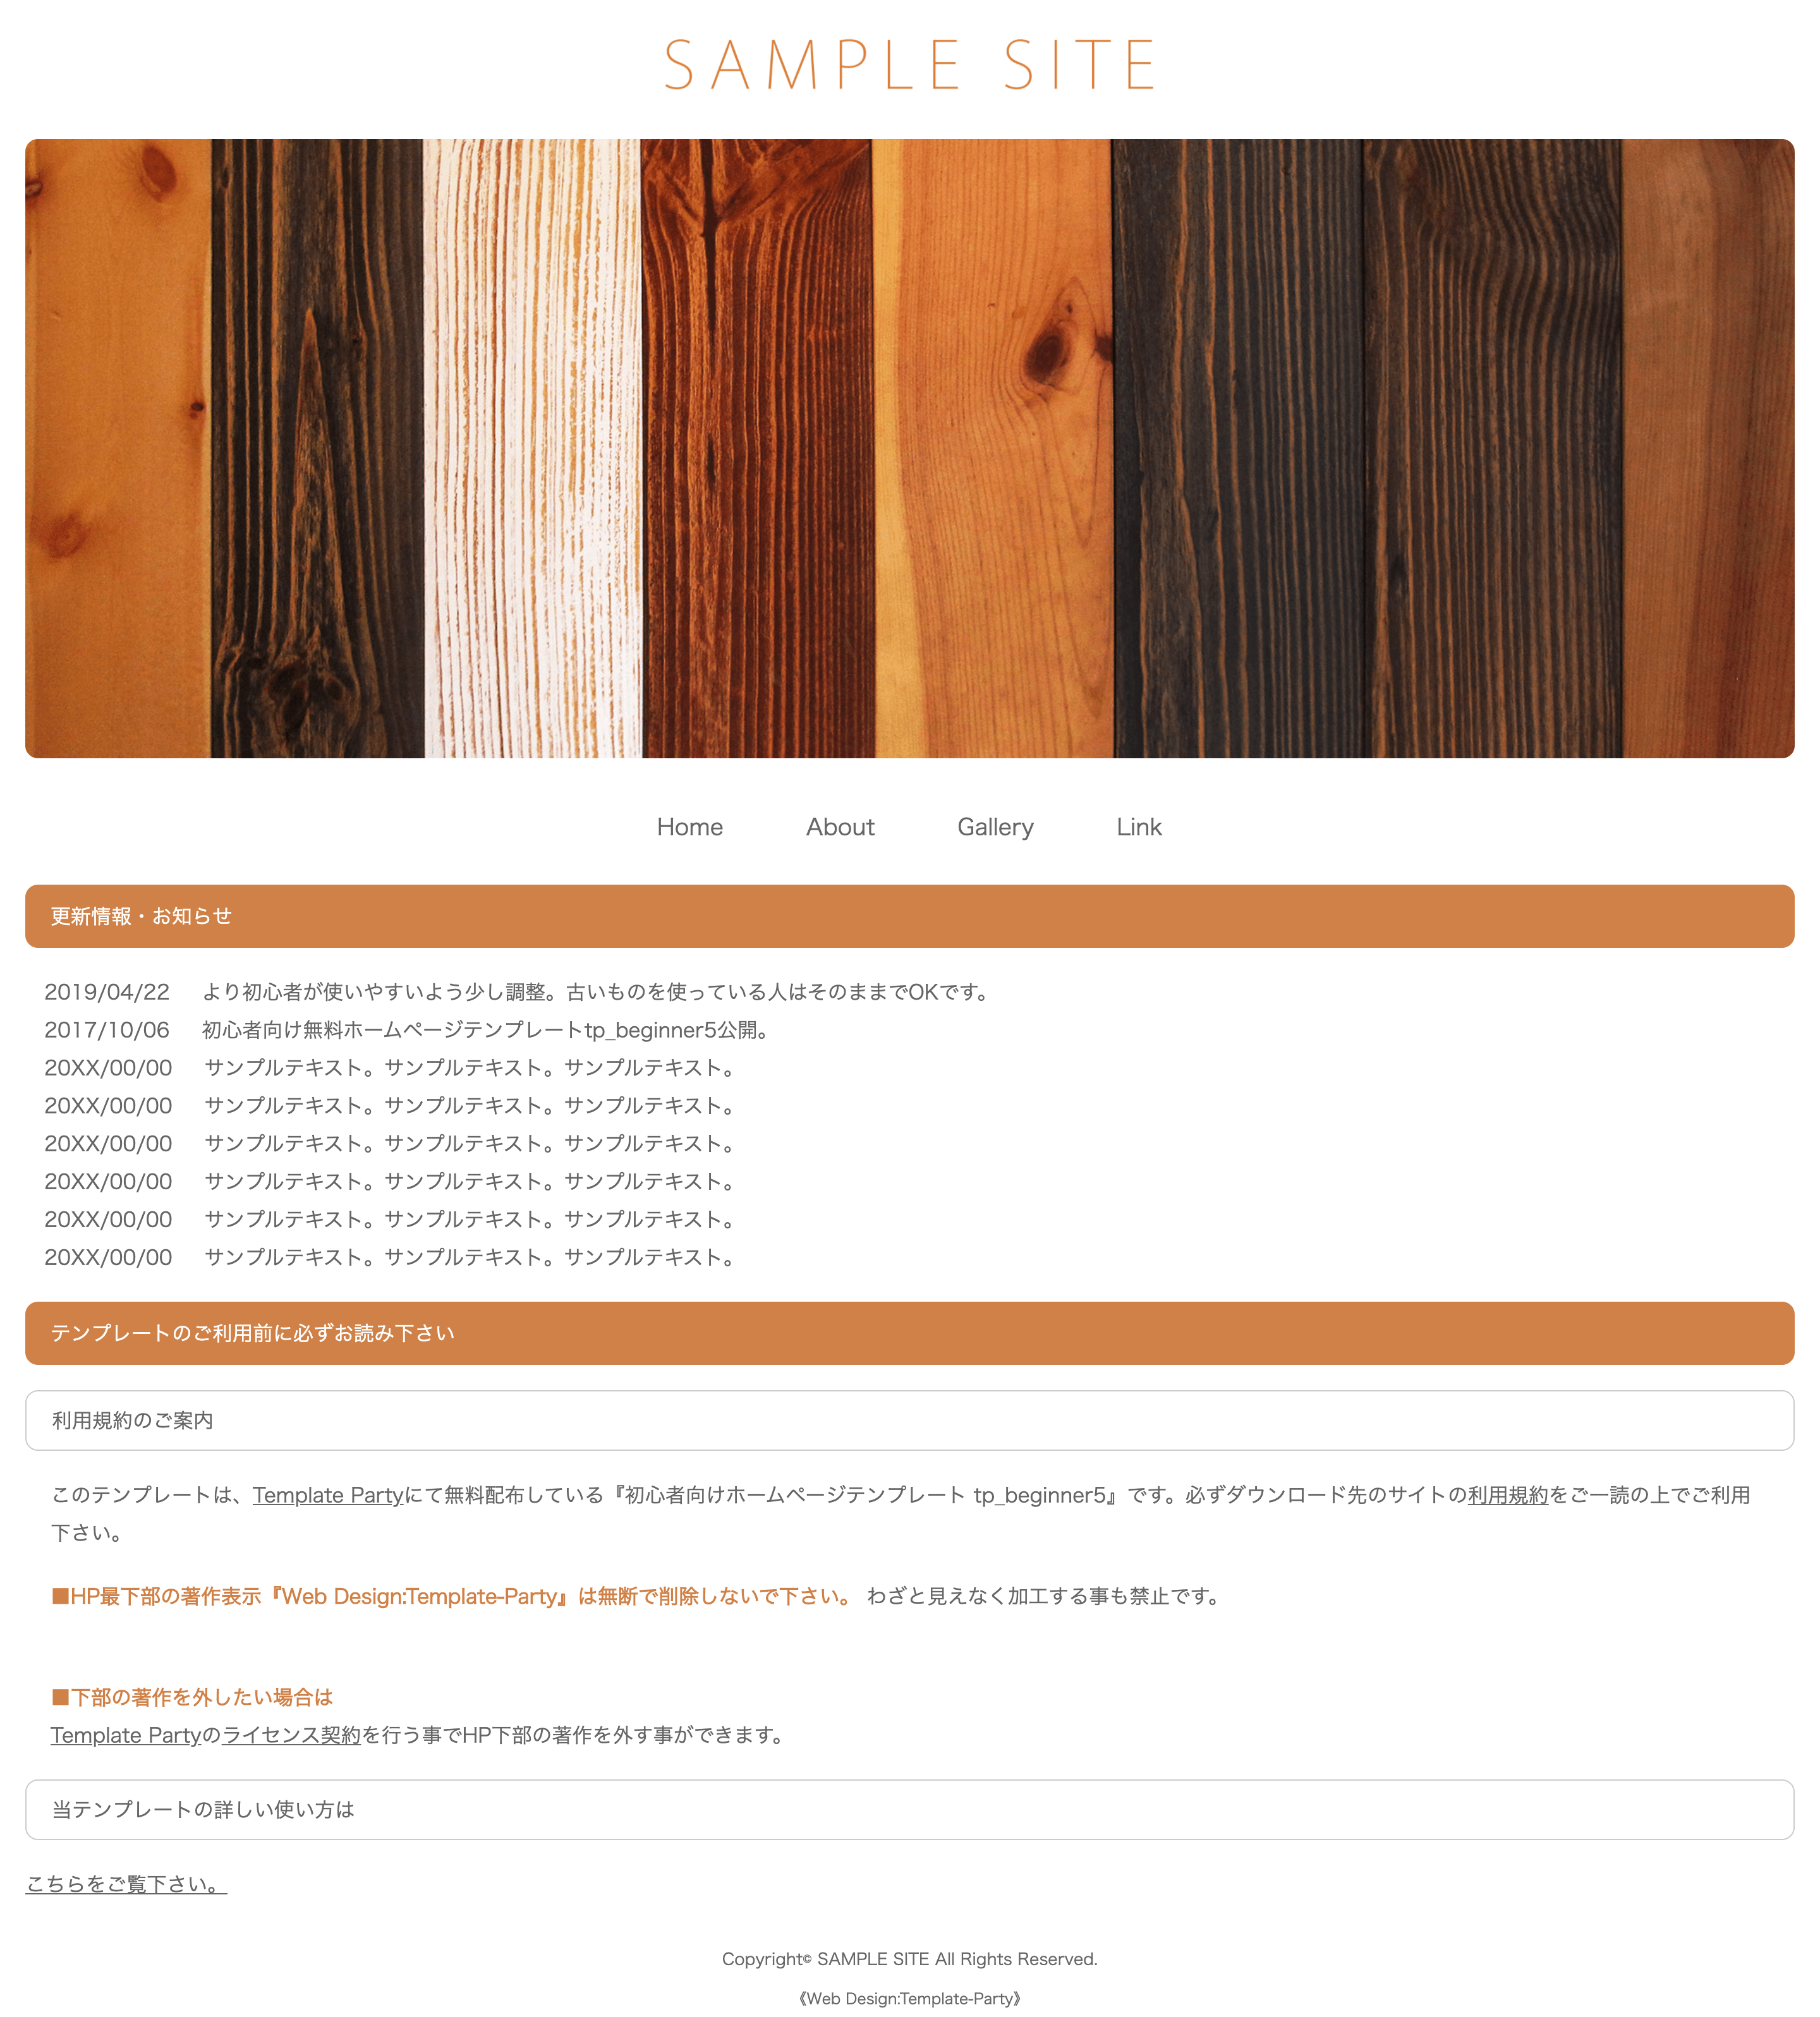 SAMPLE SITE
Home About Gallery Link
更新情報・お知らせ
2019/04/22 より初心者が使いやすいよう少し調整。古いものを使っている人はそのままでOKです。
2017/10/06 初心者向け無料ホームページテンプレートtp_beginner5公開。
20XX/00/00 サンプルテキスト。サンプルテキスト。サンプルテキスト。
20XX/00/00 サンプルテキスト。サンプルテキスト。サンプルテキスト。
20XX/00/00 サンプルテキスト。サンプルテキスト。サンプルテキスト。
20XX/00/00 サンプルテキスト。サンプルテキスト。サンプルテキスト。
20XX/00/00 サンプルテキスト。サンプルテキスト。サンプルテキスト。
20XX/00/00 サンプルテキスト。サンプルテキスト。サンプルテキスト。
テンプレートのご利用前に必ずお読み下さい
利用規約のご案内
このテンプレートは、Template Partyにて無料配布している『初心者向けホームページテンプレート tp_beginner5』です。必ずダウンロード先のサイトの利用規約をご一読の上でご利用
下さい。
■HP最下部の著作表示『Web Design:Template-Party』は無断で削除しないで下さい。 わざと見えなく加工する事も禁止です。
■下部の著作を外したい場合は
Template Partyのライセンス契約を行う事でHP下部の著作を外す事ができます。
当テンプレートの詳しい使い方は
こちらをご覧下さい。
Copyright© SAMPLE SITE All Rights Reserved.
《Web Design:Template-Party》